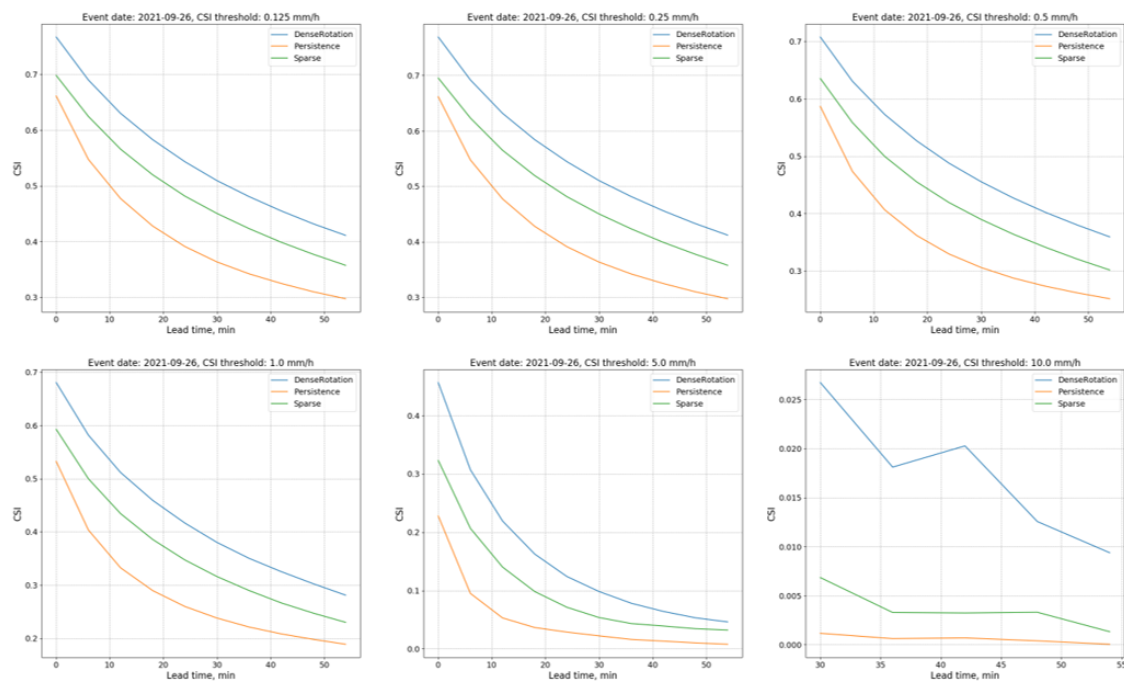 Event date: 2021-09-26, CSI threshold: 0.125 mm/h
DenseRotation
Persistence
Sparse
0.7
0.6
0.5
0.4
0.3
CSI
0 10 20 30 40 50
Lead time, min
Event date: 2021-09-26, CSI threshold: 0.25 mm/h
DenseRotation
Persistence
Sparse
0.7
0.6
0.5
0.4
0.3
CSI
0 10 20 30 40 50
Lead time, min
Event date: 2021-09-26, CSI threshold: 0.5 mm/h
DenseRotation
Persistence
Sparse
0.7
0.6
0.5
0.4
0.3
CSI
0 10 20 30 40 50
Lead time, min
Event date: 2021-09-26, CSI threshold: 1.0 mm/h
DenseRotation
Persistence
Sparse
0.7
0.6
0.5
0.4
0.3
0.2
CSI
0 10 20 30 40 50
Lead time, min
Event date: 2021-09-26, CSI threshold: 5.0 mm/h
DenseRotation
Persistence
Sparse
0.4
0.3
0.2
0.1
0.0
CSI
0 10 20 30 40 50
Lead time, min
Event date: 2021-09-26, CSI threshold: 10.0 mm/h
DenseRotation
Persistence
Sparse
0.025
0.020
0.015
0.010
0.005
0.000
CSI
30 35 40 45 50 55
Lead time, min